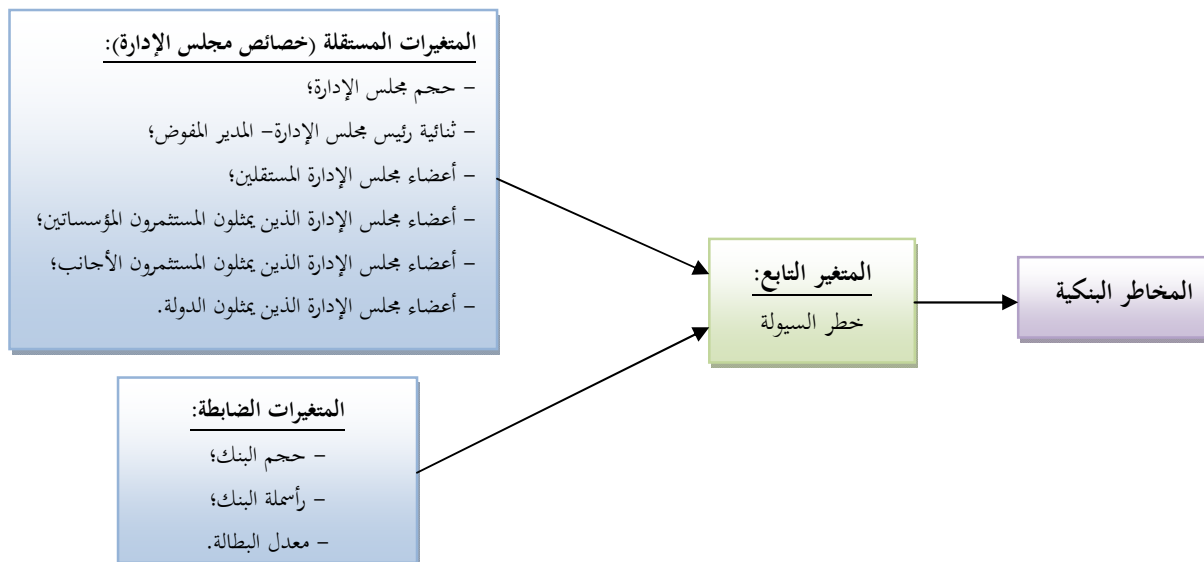 المتغيرات المستقلة (خصائص مجلس الإدارة):
- حجم مجلس الإدارة؛
- ثنائية رئيس مجلس الإدارة- المدير المفوض؛
- أعضاء مجلس الإدارة المستقلين؛
- أعضاء مجلس الإدارة الذين يمثلون المستثمرون المؤسساتين؛
- أعضاء مجلس الإدارة الذين يمثلون المستثمرون الأجانب؛
- أعضاء مجلس الإدارة الذين يمثلون الدولة.
المتغيرات الضابطة:
- حجم البنك؛
- رأسملة البنك؛
- معدل البطالة.
المتغير التابع:
خطر السيولة
المخاطر البنكية